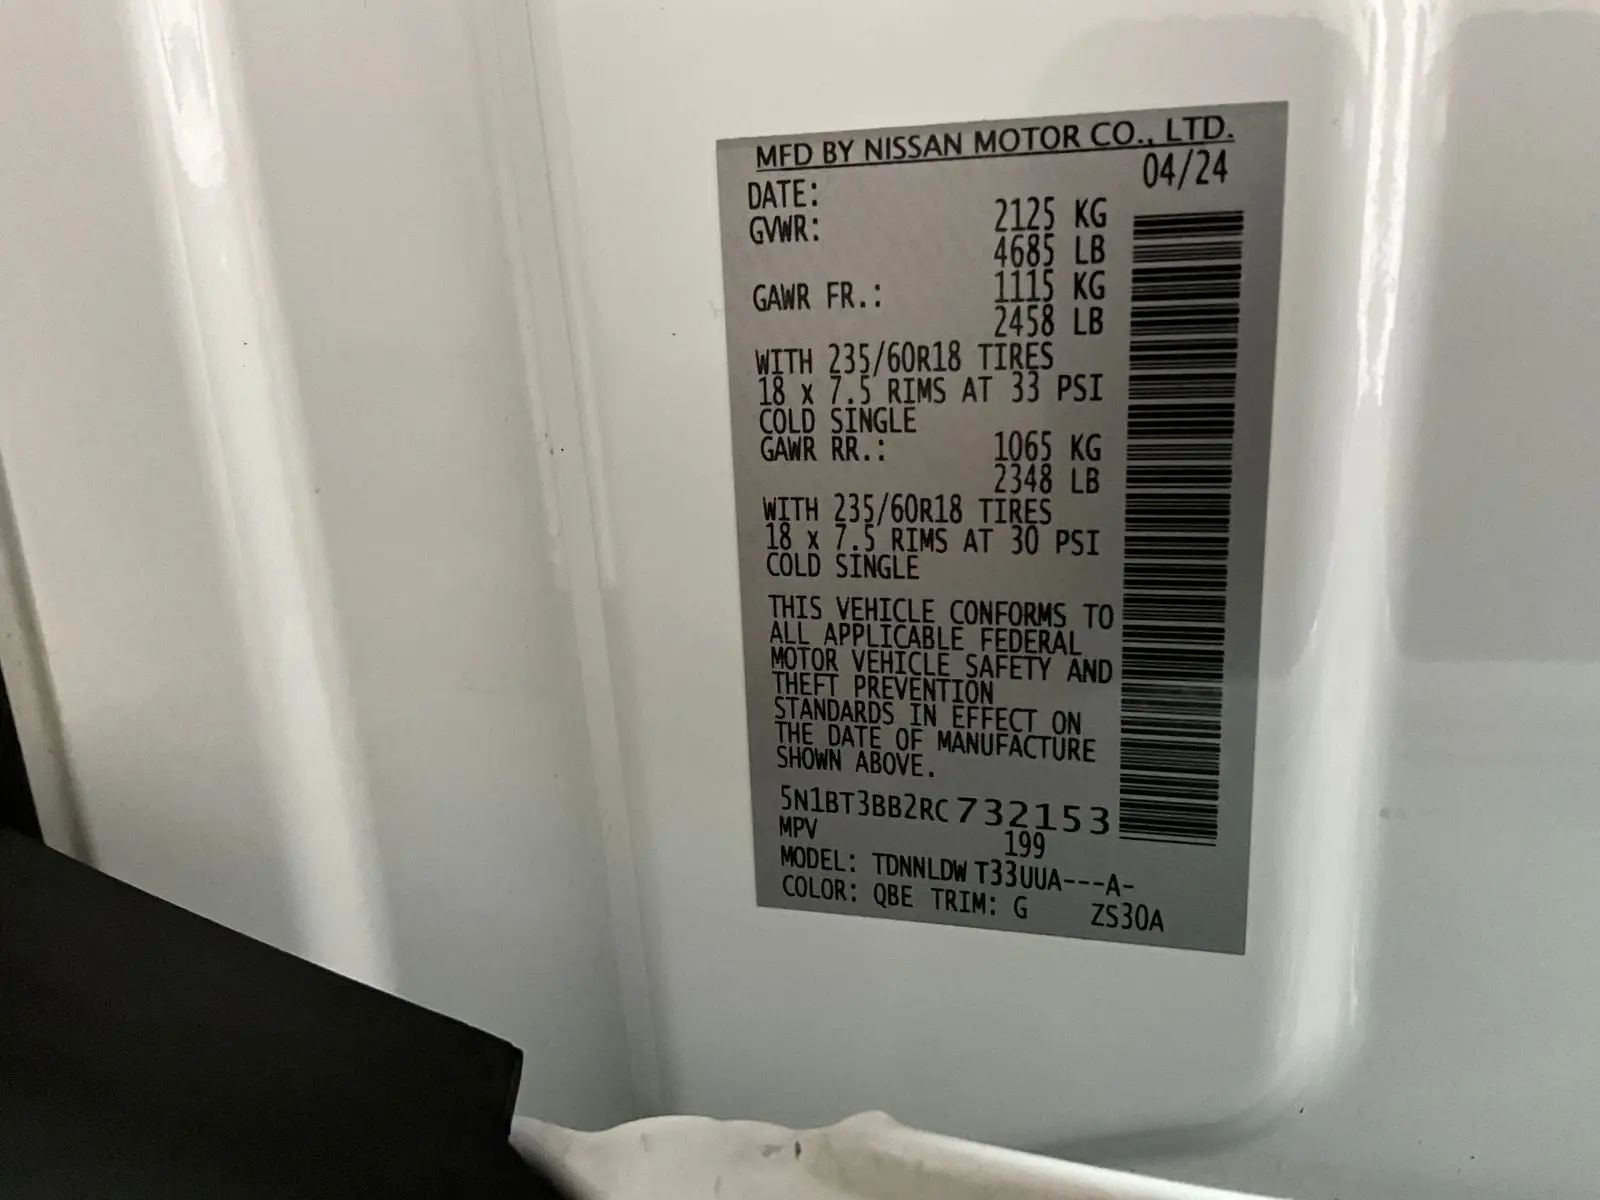 MFD BY NISSAN MOTOR CO., LTD.
DATE: 04/24
GVWR: 2125 KG
4685 LB
GAWR FR.: 1115 KG
2458 LB
WITH 235/60R18 TIRES
18 x 7.5 RIMS AT 33 PSI
COLD SINGLE
GAWR RR.: 1065 KG
2348 LB
WITH 235/60R18 TIRES
18 x 7.5 RIMS AT 30 PSI
COLD SINGLE
THIS VEHICLE CONFORMS TO
ALL APPLICABLE FEDERAL
MOTOR VEHICLE SAFETY AND
THEFT PREVENTION
STANDARDS IN EFFECT ON
THE DATE OF MANUFACTURE
SHOWN ABOVE.
5N1BT3BB2RC732153
MPV 199
MODEL: TDNNLDW T33UUA---A-
COLOR: QBE TRIM: G ZS30A